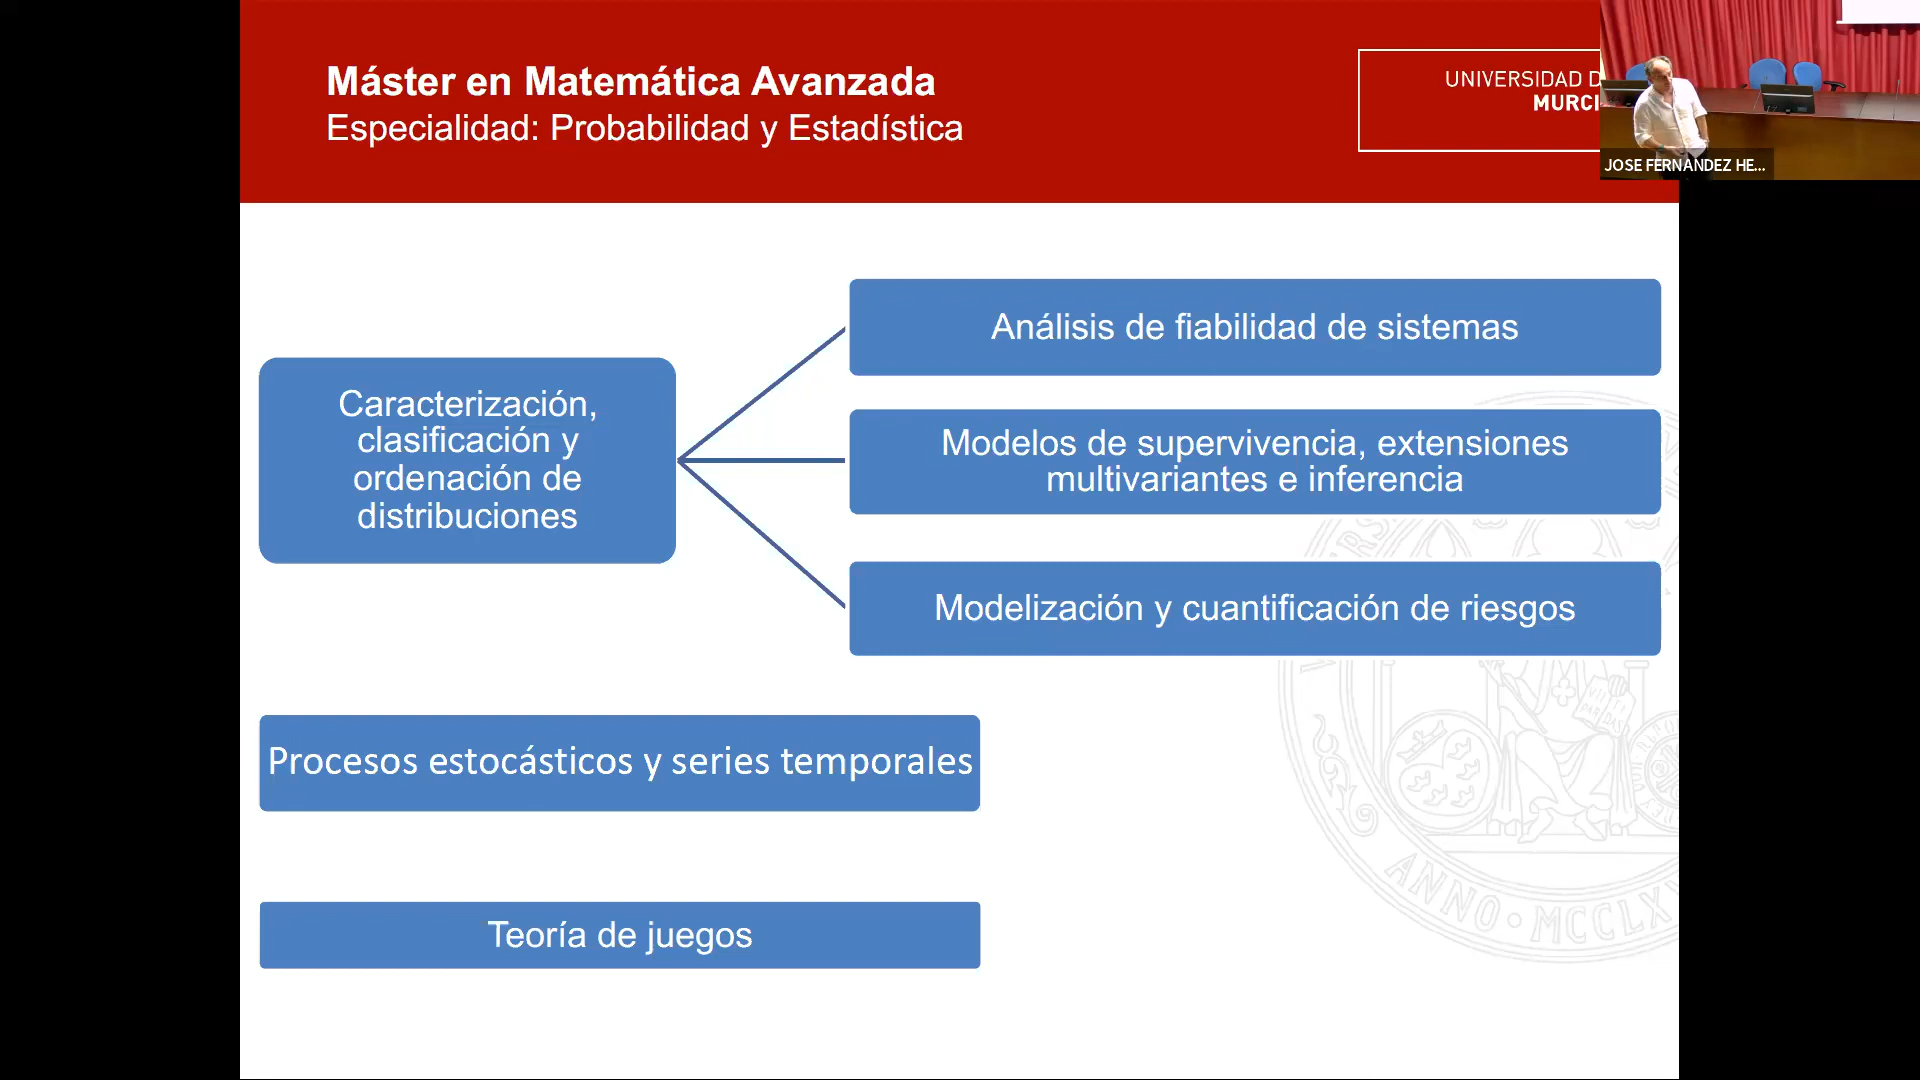 Máster en Matemática Avanzada
Especialidad: Probabilidad y Estadística
UNIVERSIDAD D
MURCI
JOSE FERNANDEZ HE...
Caracterización,
clasificación y
ordenación de
distribuciones
Análisis de fiabilidad de sistemas
Modelos de supervivencia, extensiones
multivariantes e inferencia
Modelización y cuantificación de riesgos
Procesos estocásticos y series temporales
Teoría de juegos
ANNO • MCCLX